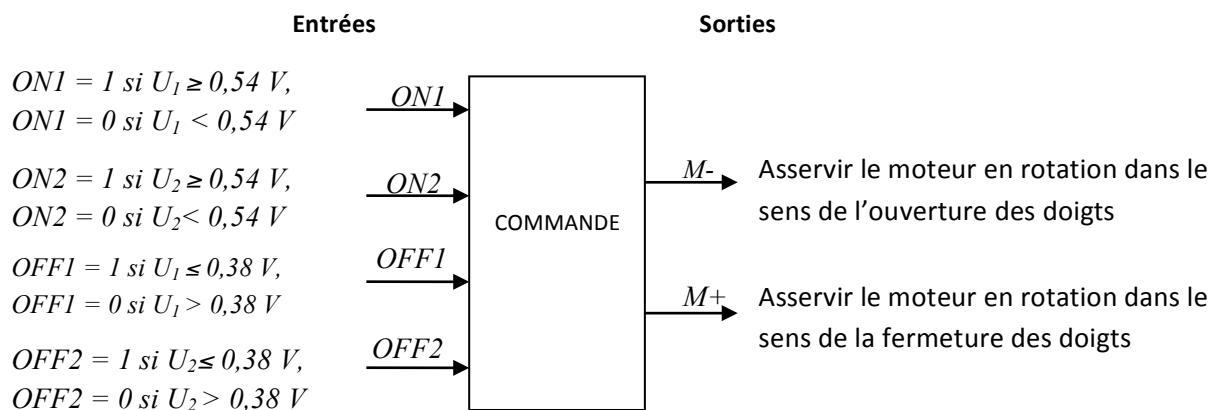 Entrées
Sorties
ON1 = 1 si U1 ≥ 0,54 V,
ON1 = 0 si U1 < 0,54 V
ON1
ON2 = 1 si U2 ≥ 0,54 V,
ON2 = 0 si U2< 0,54 V
ON2
OFF1 = 1 si U1 ≤ 0,38 V,
OFF1 = 0 si U1 > 0,38 V
OFF1
OFF2 = 1 si U2 ≤ 0,38 V,
OFF2 = 0 si U2 > 0,38 V
OFF2
COMMANDE
M-
Asservir le moteur en rotation dans le
sens de l’ouverture des doigts
M+
Asservir le moteur en rotation dans le
sens de la fermeture des doigts